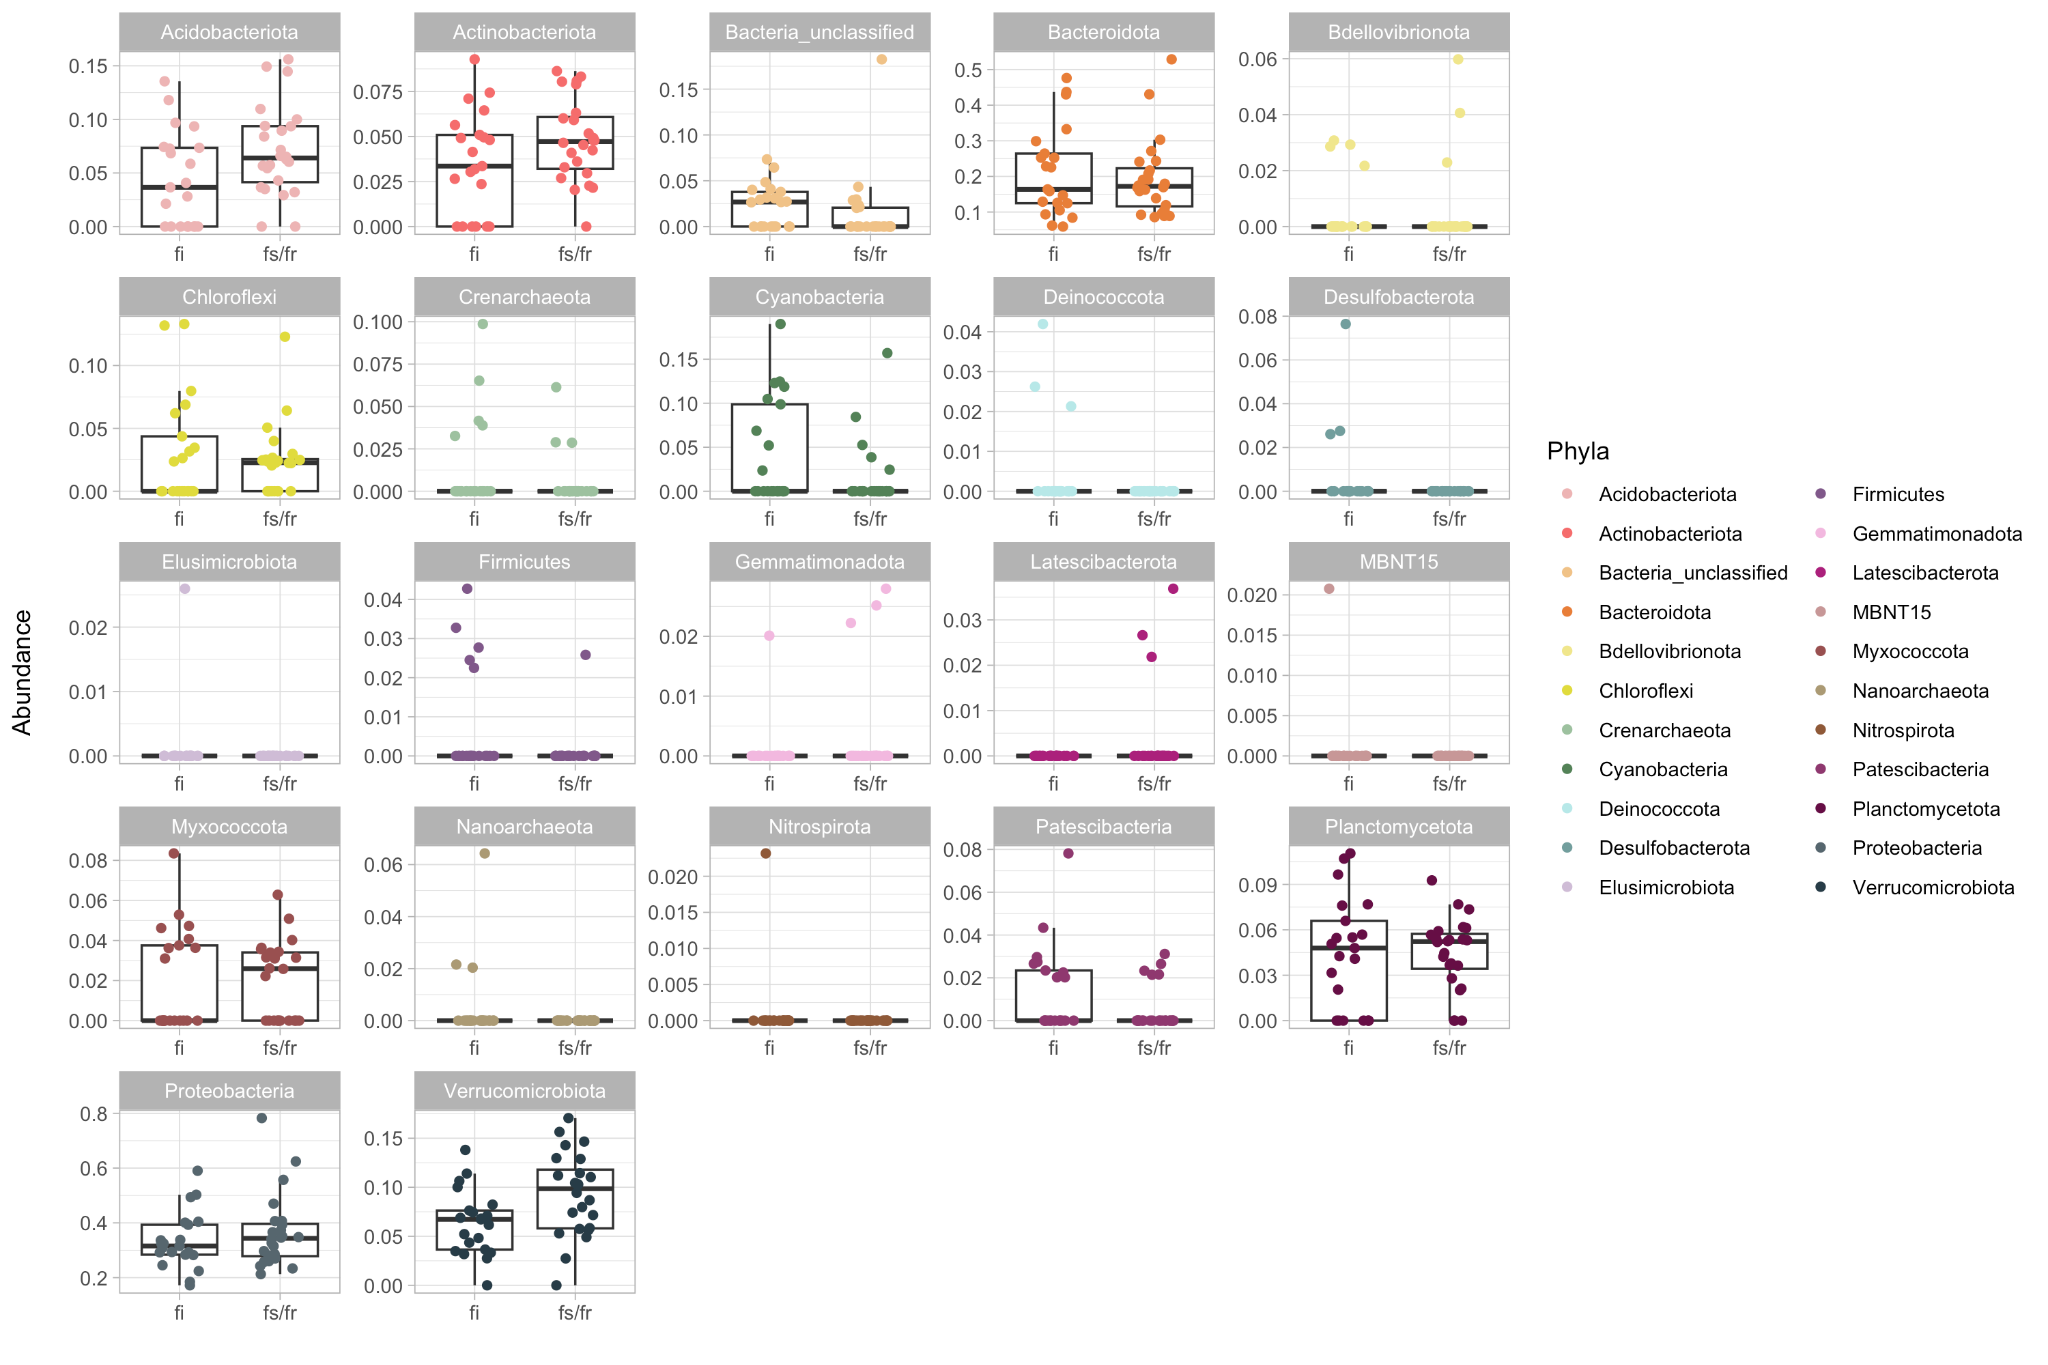 Acidobacteriota
Actinobacteriota
Bacteria_unclassified
Bacteroidota
Bdellovibrionota
0.15
0.10
0.05
0.00
0.075
0.050
0.025
0.000
0.15
0.10
0.05
0.00
0.5
0.4
0.3
0.2
0.1
0.06
0.04
0.02
0.00
fi fs/fr
fi fs/fr
fi fs/fr
fi fs/fr
fi fs/fr
Chloroflexi
Crenarchaeota
Cyanobacteria
Deinococcota
Desulfobacterota
0.10
0.05
0.00
0.100
0.075
0.050
0.025
0.000
0.15
0.10
0.05
0.00
0.04
0.03
0.02
0.01
0.00
0.08
0.06
0.04
0.02
0.00
fi fs/fr
fi fs/fr
fi fs/fr
fi fs/fr
fi fs/fr
Abundance
Elusimicrobiota
Firmicutes
Gemmatimonadota
Latescibacterota
MBNT15
0.02
0.01
0.00
0.04
0.03
0.02
0.01
0.00
0.02
0.01
0.00
0.03
0.02
0.01
0.00
0.020
0.015
0.010
0.005
0.000
fi fs/fr
fi fs/fr
fi fs/fr
fi fs/fr
fi fs/fr
Myxococcota
Nanoarchaeota
Nitrospirota
Patescibacteria
Planctomycetota
0.08
0.06
0.04
0.02
0.00
0.06
0.04
0.02
0.00
0.020
0.015
0.010
0.005
0.000
0.08
0.06
0.04
0.02
0.00
0.09
0.06
0.03
0.00
fi fs/fr
fi fs/fr
fi fs/fr
fi fs/fr
fi fs/fr
Proteobacteria
Verrucomicrobiota
0.8
0.6
0.4
0.2
0.15
0.10
0.05
0.00
fi fs/fr
fi fs/fr
Phyla
Acidobacteriota
Actinobacteriota
Bacteria_unclassified
Bacteroidota
Bdellovibrionota
Chloroflexi
Crenarchaeota
Cyanobacteria
Deinococcota
Desulfobacterota
Elusimicrobiota
Firmicutes
Gemmatimonadota
Latescibacterota
MBNT15
Myxococcota
Nanoarchaeota
Nitrospirota
Patescibacteria
Planctomycetota
Proteobacteria
Verrucomicrobiota